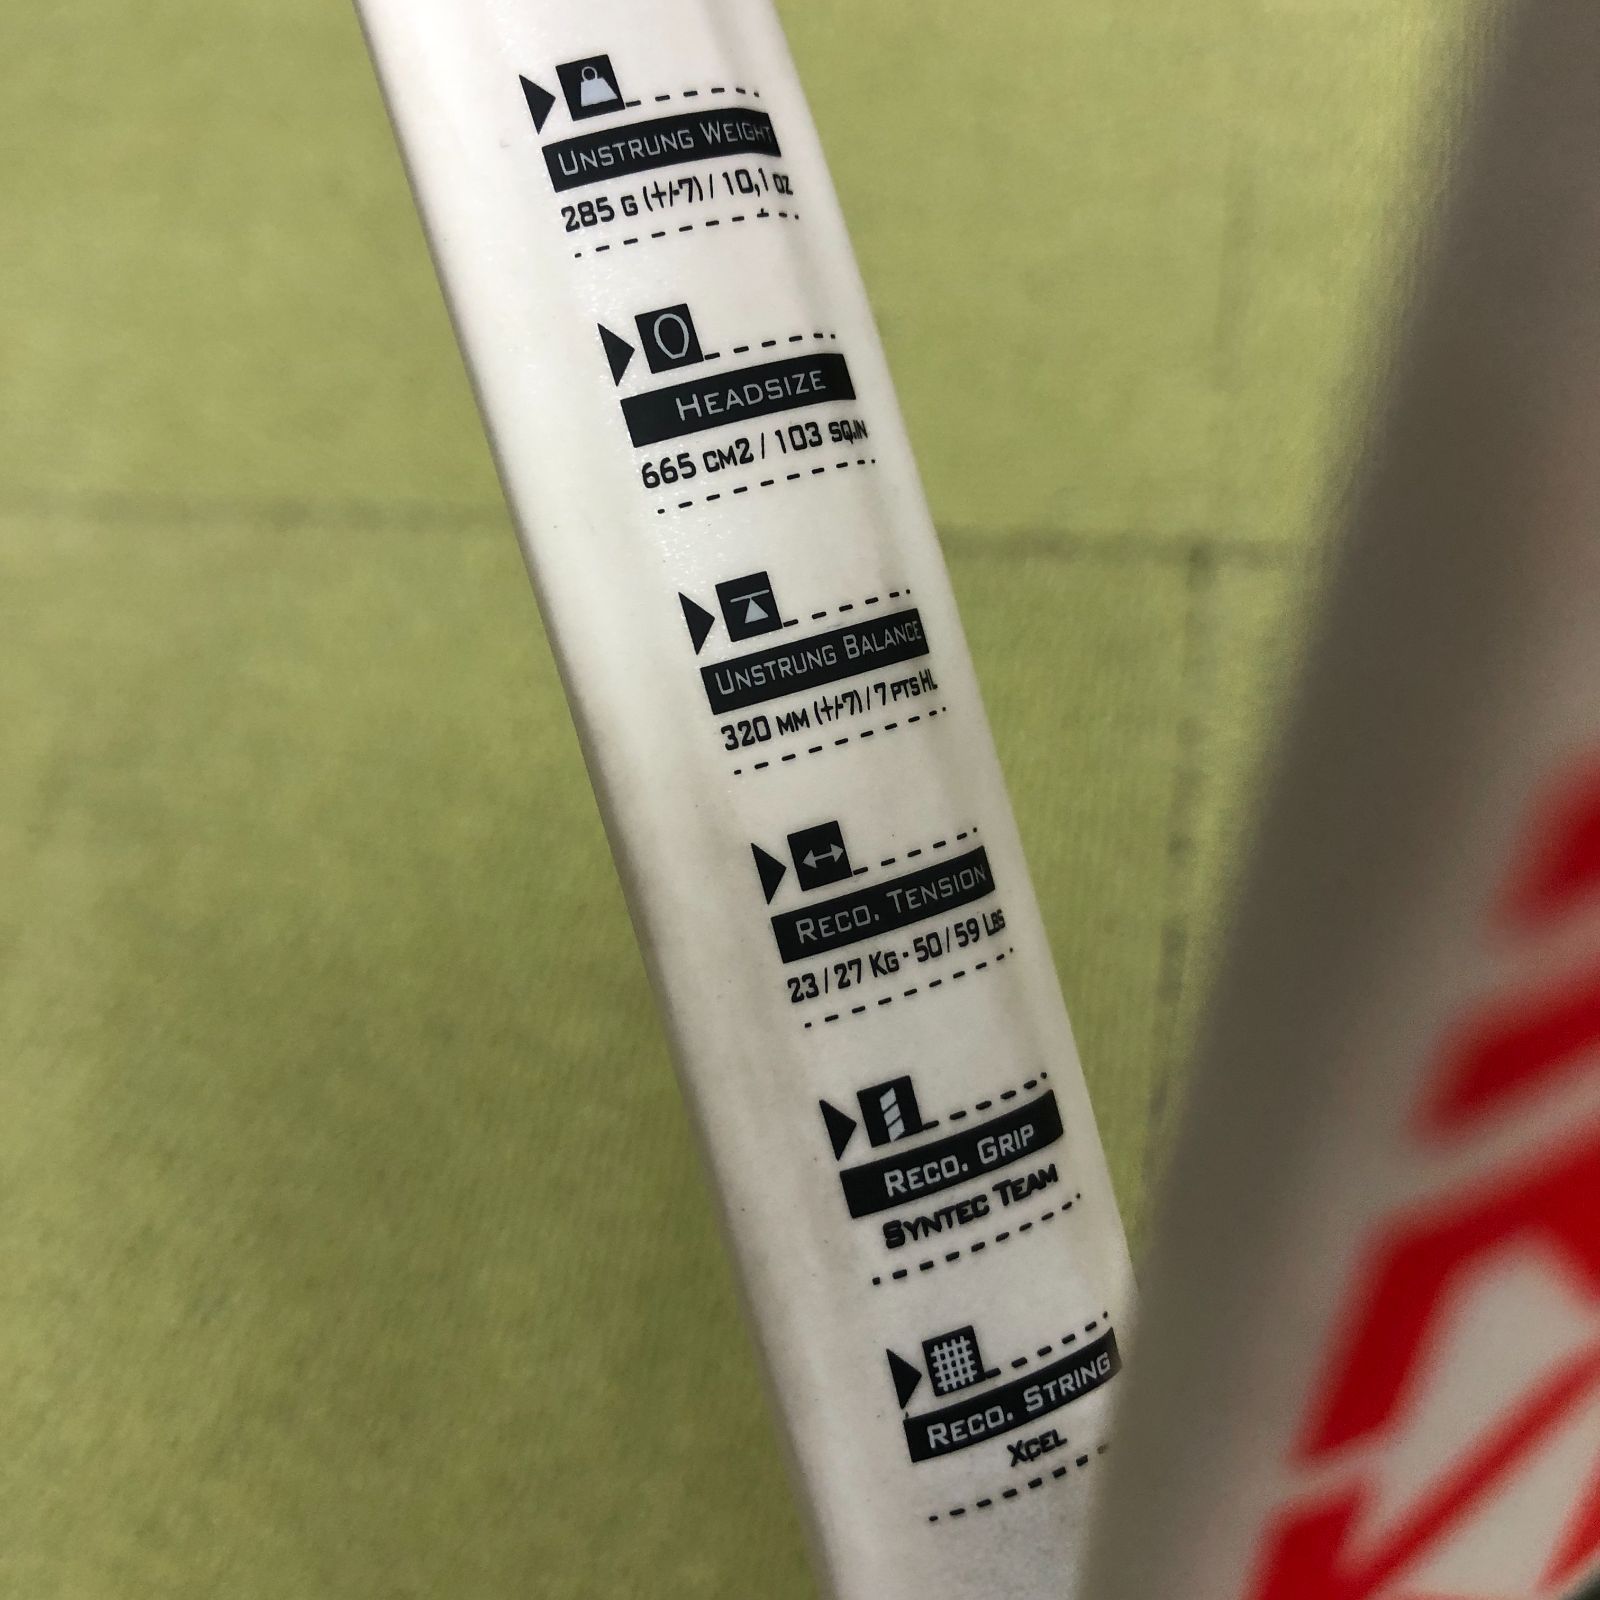 UNSTRUNG WEIGHT
285 G (+/-7) / 10,1 OZ
HEADSIZE
665 CM2 / 103 SQ.IN
UNSTRUNG BALANCE
320 MM (+/-7) / 7 PTS HL
RECO. TENSION
23 / 27 KG - 50 / 59 LBS
RECO. GRIP
SYNTEC TEAM
RECO. STRING
XCEL